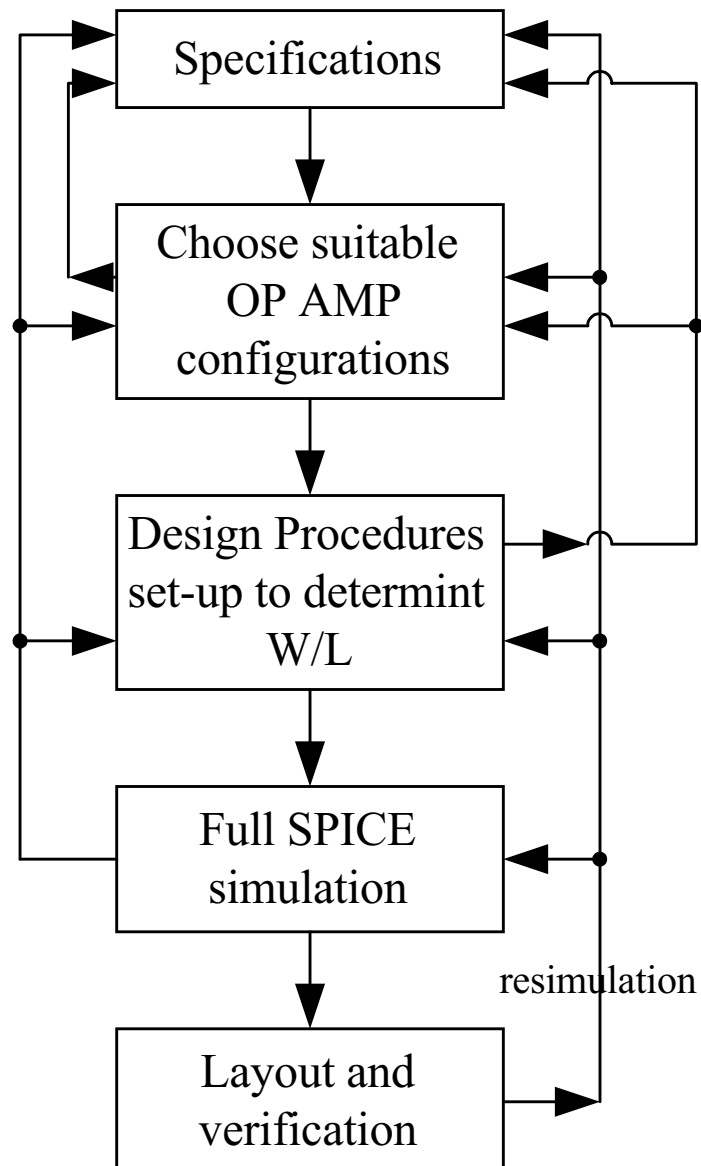 Specifications
Choose suitable
OP AMP
configurations
Design Procedures
set-up to determint
W/L
Full SPICE
simulation
resimulation
Layout and
verification